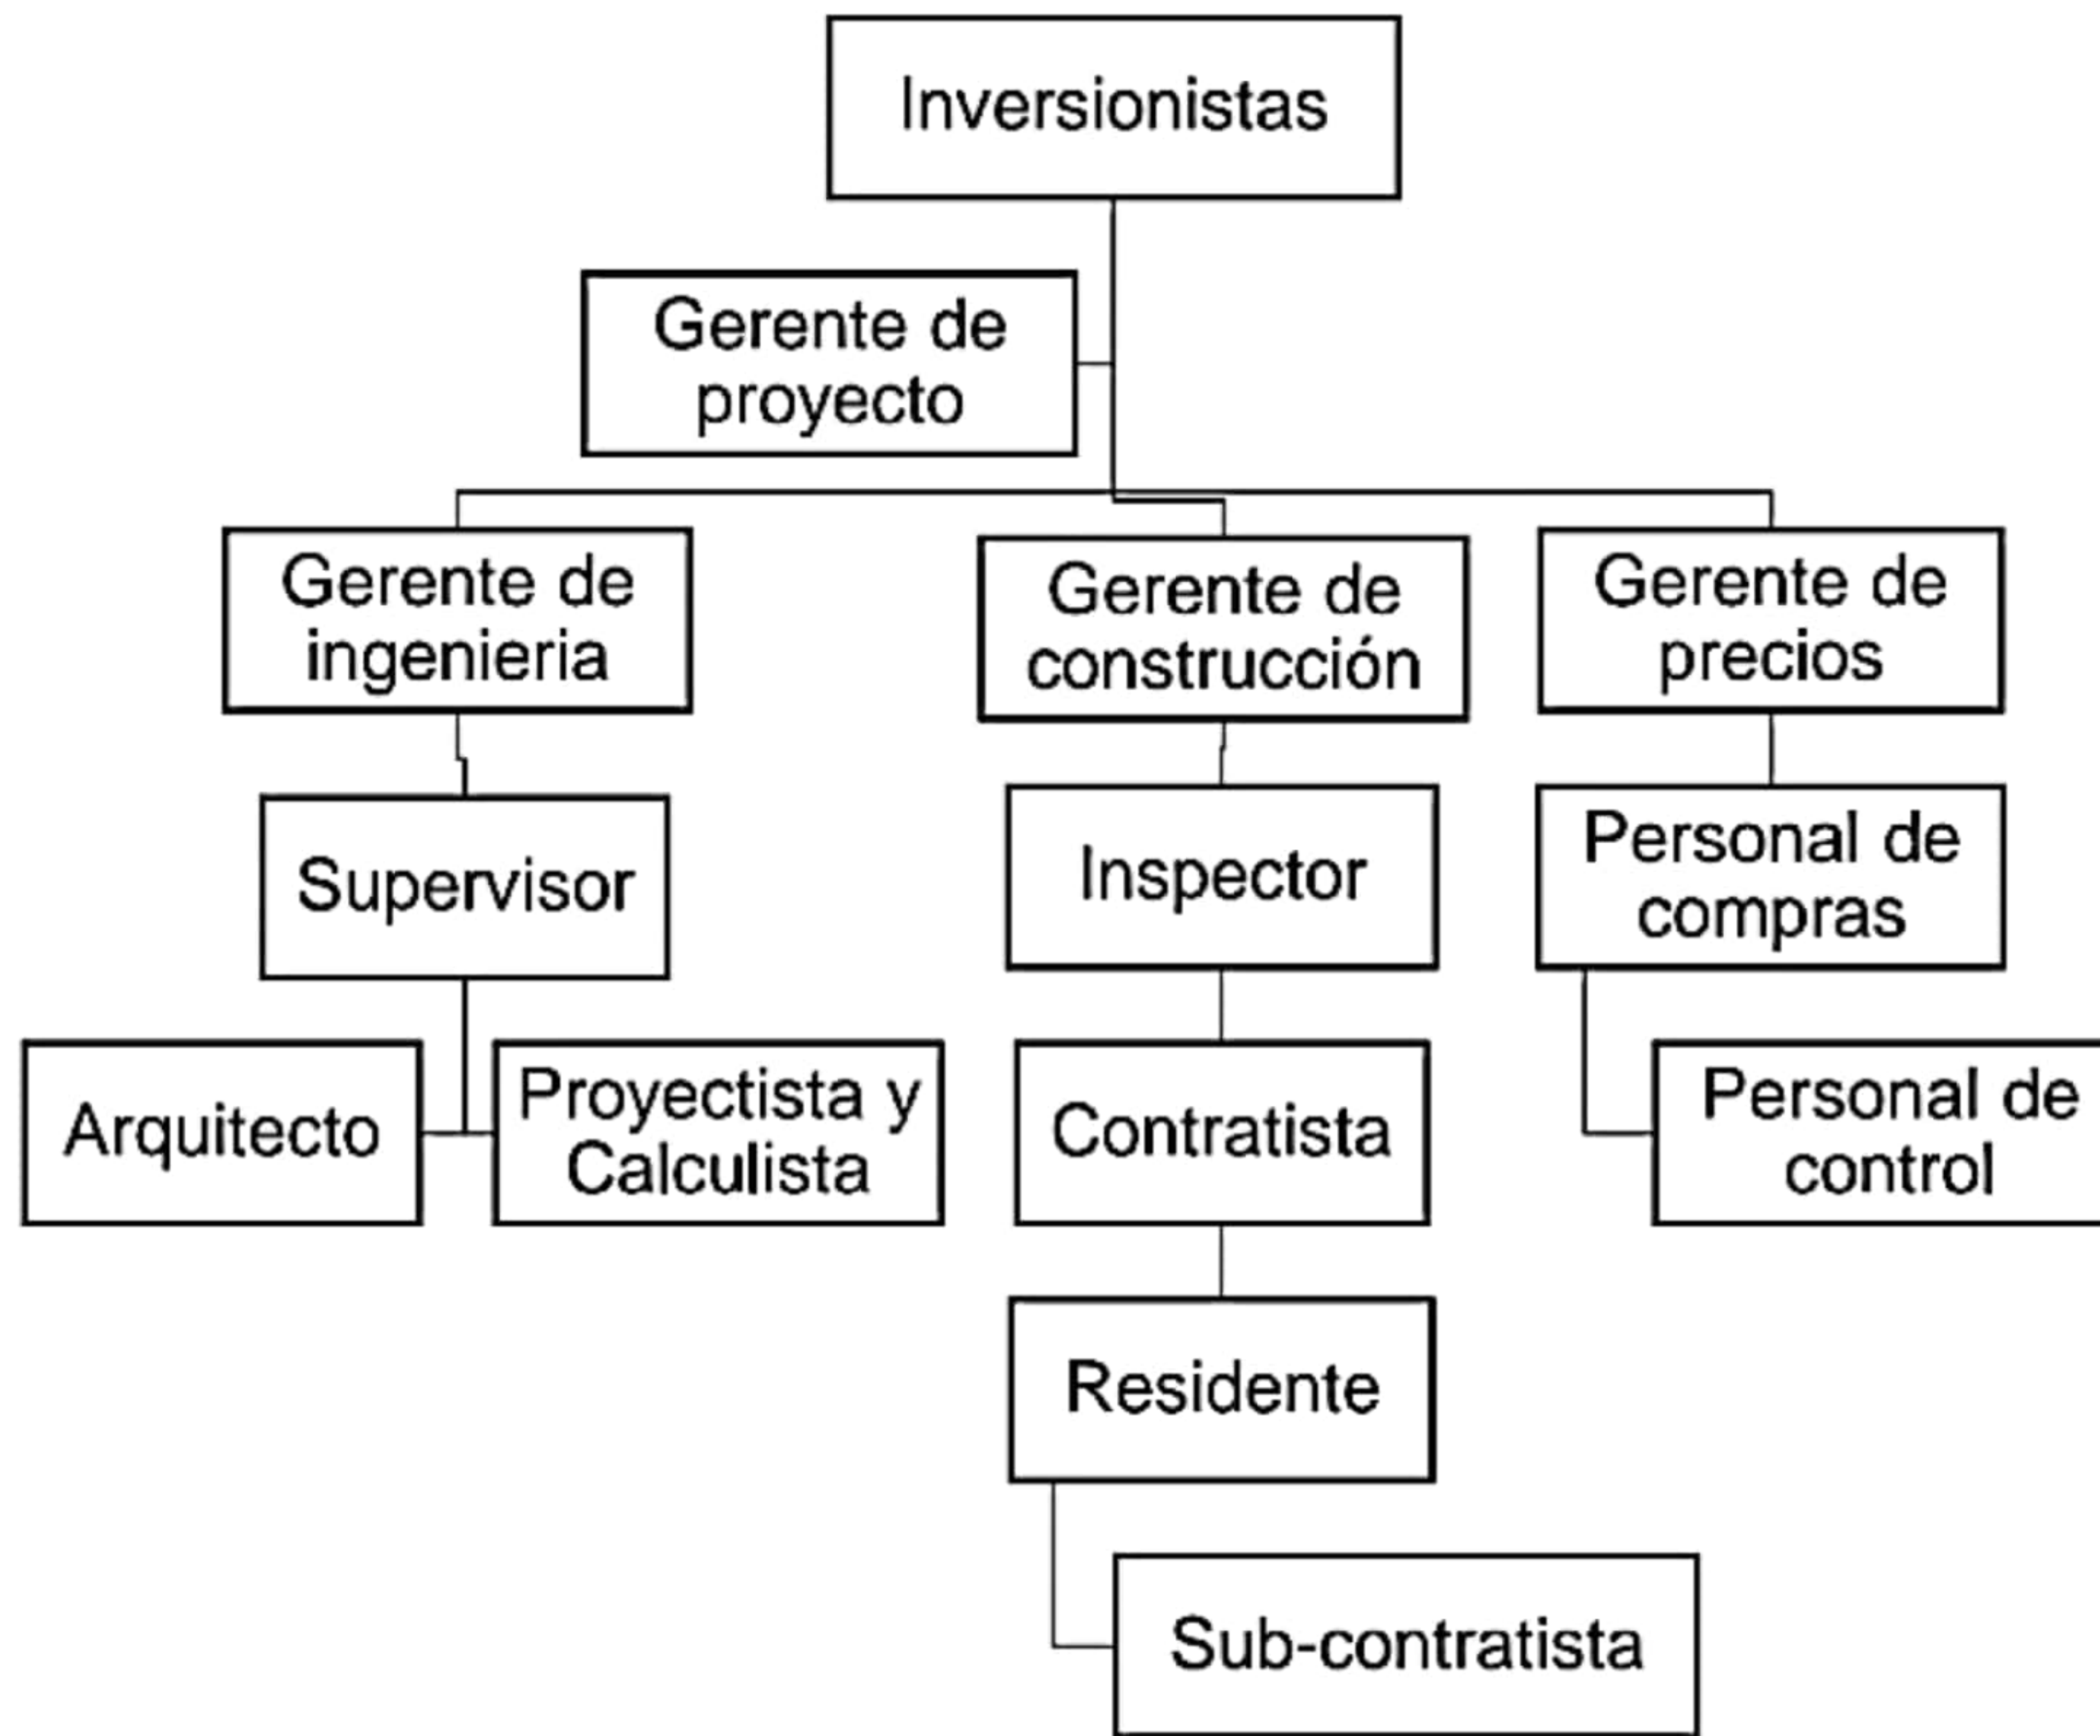 Inversionistas
Gerente de
proyecto
Gerente de
ingenieria
Gerente de
construcción
Gerente de
precios
Supervisor
Inspector
Personal de
compras
Arquitecto
Proyectista y
Calculista
Contratista
Personal de
control
Residente
Sub-contratista